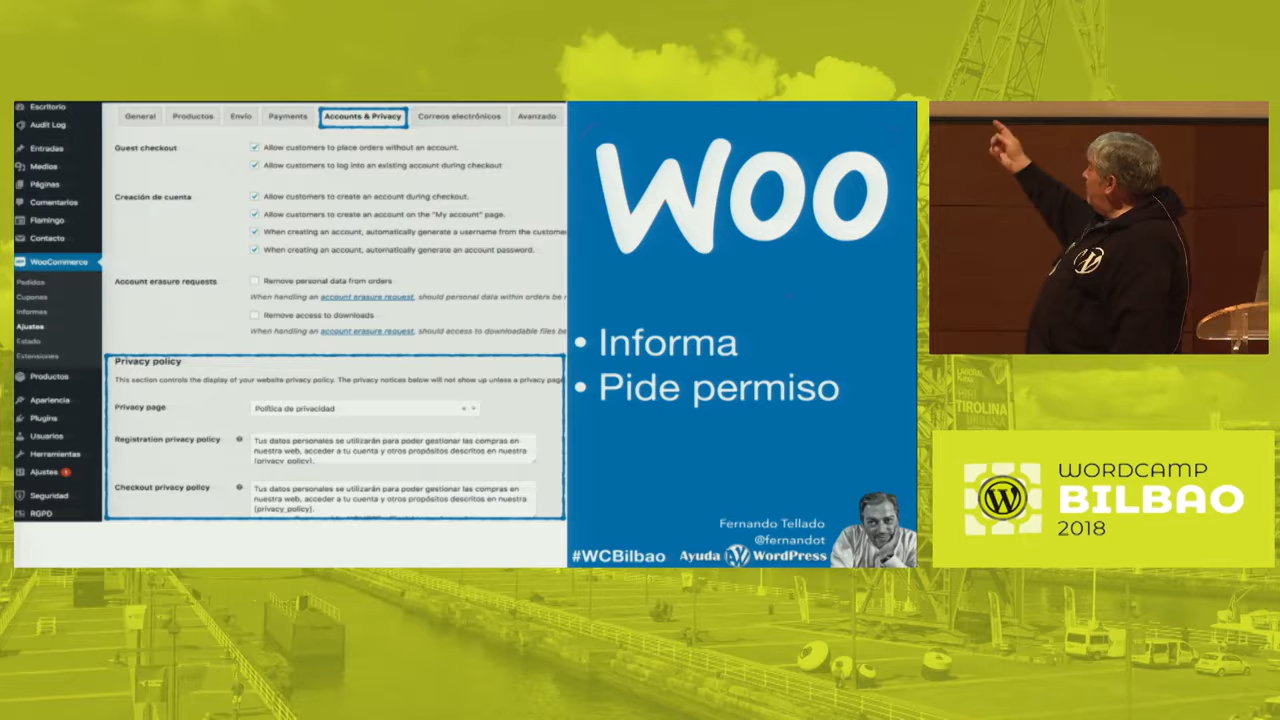 Escritorio
Audit Log
Entradas
Medios
Páginas
Comentarios
Flamingo
Contacto
WooCommerce
Pedidos
Cupones
Informes
Ajustes
Estado
Extensiones
Productos
Apariencia
Plugins
Usuarios
Herramientas
Ajustes
Seguridad
RGPD
General Productos Envío Payments Accounts & Privacy Correos electrónicos Avanzado
Guest checkout
Allow customers to place orders without an account.
Allow customers to log into an existing account during checkout
Creación de cuenta
Allow customers to create an account during checkout.
Allow customers to create an account on the "My account" page.
When creating an account, automatically generate a username from the custome
When creating an account, automatically generate an account password.
Account erasure requests
Remove personal data from orders
When handling an account erasure request, should personal data within orders be
Remove access to downloads
When handling an account erasure request, should access to downloadable files be
Privacy policy
This section controls the display of your website privacy policy. The privacy notices below will not show up unless a privacy page
Privacy page
Política de privacidad
Registration privacy policy
Tus datos personales se utilizarán para poder gestionar las compras en
nuestra web, acceder a tu cuenta y otros propósitos descritos en nuestra
[privacy_policy].
Checkout privacy policy
Tus datos personales se utilizarán para poder gestionar las compras en
nuestra web, acceder a tu cuenta y otros propósitos descritos en nuestra
[privacy_policy].
WOO
• Informa
• Pide permiso
Fernando Tellado
@fernandot
#WCBilbao Ayuda AW WordPress
TIROLINA
WORDCAMP
BILBAO
2018